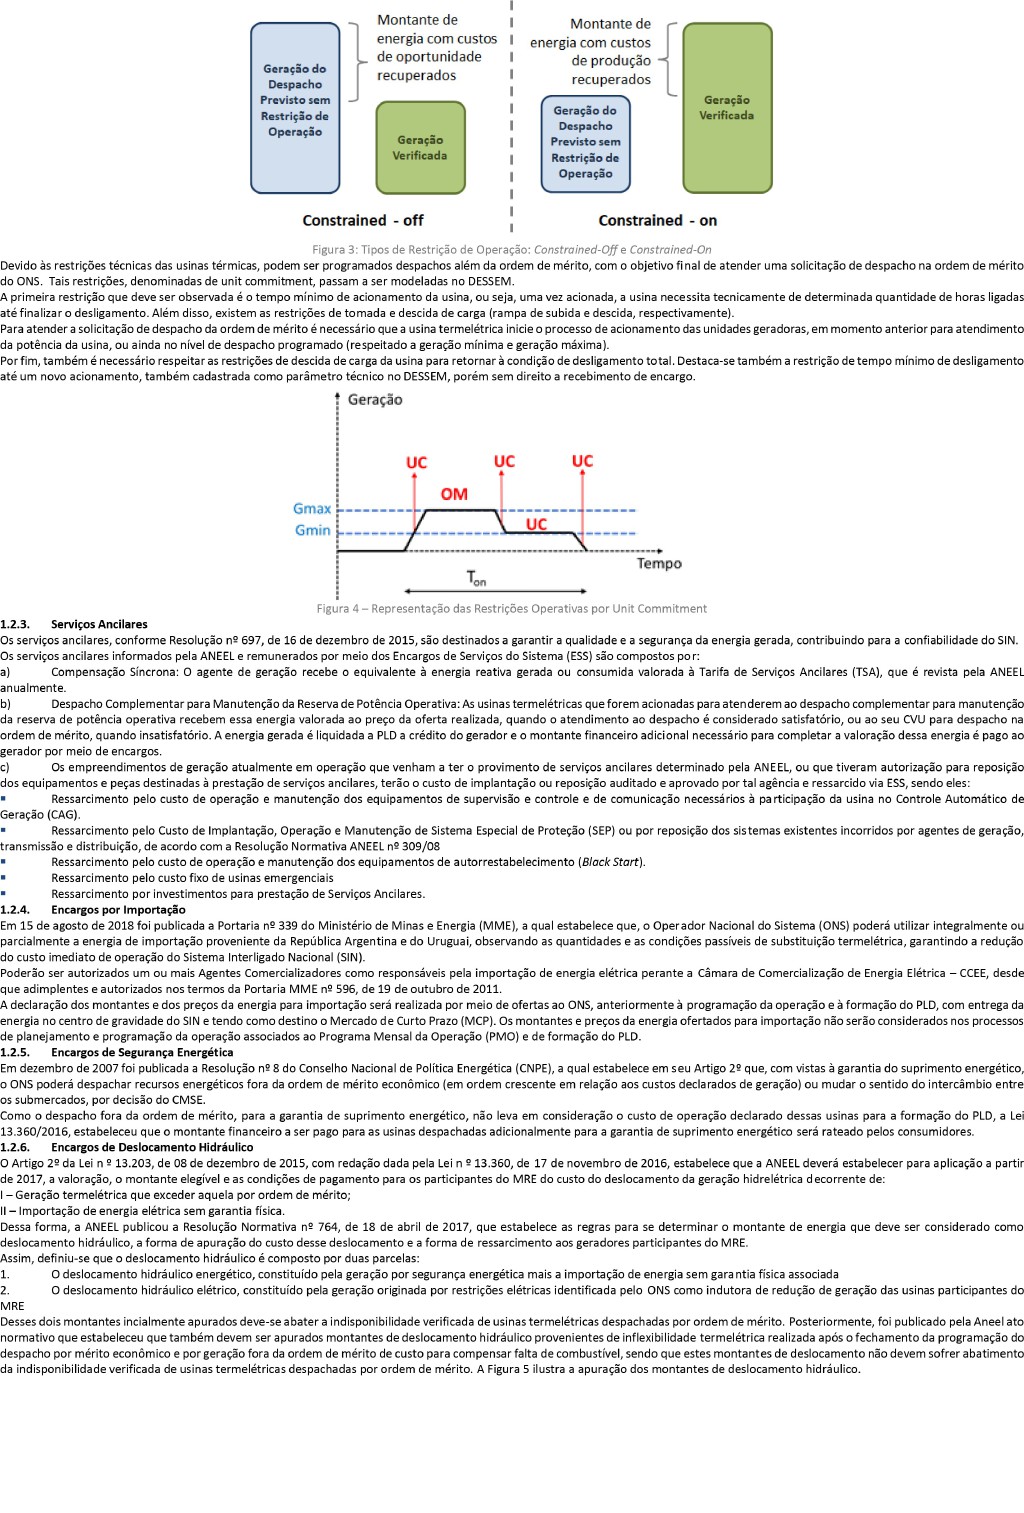 Montante de
energia com custos
de oportunidade
recuperados
Geração do
Despacho
Previsto sem
Restrição de
Operação
Geração
Verificada
Constrained - off
Montante de
energia com custos
de produção
recuperados
Geração do
Despacho
Previsto sem
Restrição de
Operação
Geração
Verificada
Constrained - on
Figura 3: Tipos de Restrição de Operação: Constrained-Off e Constrained-On
Devido às restrições técnicas das usinas térmicas, podem ser programados despachos além da ordem de mérito, com o objetivo final de atender uma solicitação de despacho na ordem de mérito
do ONS. Tais restrições, denominadas de unit commitment, passam a ser modeladas no DESSEM.
A primeira restrição que deve ser observada é o tempo mínimo de acionamento da usina, ou seja, uma vez acionada, a usina necessita tecnicamente de determinada quantidade de horas ligadas
até finalizar o desligamento. Além disso, existem as restrições de tomada e descida de carga (rampa de subida e descida, respectivamente).
Para atender a solicitação de despacho da ordem de mérito é necessário que a usina termelétrica inicie o processo de acionamento das unidades geradoras, em momento anterior para atendimento
da potência da usina, ou ainda no nível de despacho programado (respeitado a geração mínima e geração máxima).
Por fim, também é necessário respeitar as restrições de descida de carga da usina para retornar à condição de desligamento total. Destaca-se também a restrição de tempo mínimo de desligamento
até um novo acionamento, também cadastrada como parâmetro técnico no DESSEM, porém sem direito a recebimento de encargo.
Geração
UC
UC
UC
OM
Gmax
UC
Gmin
Tempo
Ton
Figura 4 – Representação das Restrições Operativas por Unit Commitment
1.2.3. Serviços Ancilares
Os serviços ancilares, conforme Resolução nº 697, de 16 de dezembro de 2015, são destinados a garantir a qualidade e a segurança da energia gerada, contribuindo para a confiabilidade do SIN.
Os serviços ancilares informados pela ANEEL e remunerados por meio dos Encargos de Serviços do Sistema (ESS) são compostos por:
a) Compensação Síncrona: O agente de geração recebe o equivalente à energia reativa gerada ou consumida valorada à Tarifa de Serviços Ancilares (TSA), que é revista pela ANEEL
anualmente.
b) Despacho Complementar para Manutenção da Reserva de Potência Operativa: As usinas termelétricas que forem acionadas para atenderem ao despacho complementar para manutenção
da reserva de potência operativa recebem essa energia valorada ao preço da oferta realizada, quando o atendimento ao despacho é considerado satisfatório, ou ao seu CVU para despacho na
ordem de mérito, quando insatisfatório. A energia gerada é liquidada a PLD a crédito do gerador e o montante financeiro adicional necessário para completar a valoração dessa energia é pago ao
gerador por meio de encargos.
c) Os empreendimentos de geração atualmente em operação que venham a ter o provimento de serviços ancilares determinado pela ANEEL, ou que tiveram autorização para reposição
dos equipamentos e peças destinadas à prestação de serviços ancilares, terão o custo de implantação ou reposição auditado e aprovado por tal agência e ressarcido via ESS, sendo eles:
▪ Ressarcimento pelo custo de operação e manutenção dos equipamentos de supervisão e controle e de comunicação necessários à participação da usina no Controle Automático de
Geração (CAG).
▪ Ressarcimento pelo Custo de Implantação, Operação e Manutenção de Sistema Especial de Proteção (SEP) ou por reposição dos sistemas existentes incorridos por agentes de geração,
transmissão e distribuição, de acordo com a Resolução Normativa ANEEL nº 309/08
▪ Ressarcimento pelo custo de operação e manutenção dos equipamentos de autorrestabelecimento (Black Start).
▪ Ressarcimento pelo custo fixo de usinas emergenciais
▪ Ressarcimento por investimentos para prestação de Serviços Ancilares.
1.2.4. Encargos por Importação
Em 15 de agosto de 2018 foi publicada a Portaria nº 339 do Ministério de Minas e Energia (MME), a qual estabelece que, o Operador Nacional do Sistema (ONS) poderá utilizar integralmente ou
parcialmente a energia de importação proveniente da República Argentina e do Uruguai, observando as quantidades e as condições passíveis de substituição termelétrica, garantindo a redução
do custo imediato de operação do Sistema Interligado Nacional (SIN).
Poderão ser autorizados um ou mais Agentes Comercializadores como responsáveis pela importação de energia elétrica perante a Câmara de Comercialização de Energia Elétrica – CCEE, desde
que adimplentes e autorizados nos termos da Portaria MME nº 596, de 19 de outubro de 2011.
A declaração dos montantes e dos preços da energia para importação será realizada por meio de ofertas ao ONS, anteriormente à programação da operação e à formação do PLD, com entrega da
energia no centro de gravidade do SIN e tendo como destino o Mercado de Curto Prazo (MCP). Os montantes e preços da energia ofertados para importação não serão considerados nos processos
de planejamento e programação da operação associados ao Programa Mensal da Operação (PMO) e de formação do PLD.
1.2.5. Encargos de Segurança Energética
Em dezembro de 2007 foi publicada a Resolução nº 8 do Conselho Nacional de Política Energética (CNPE), a qual estabelece em seu Artigo 2º que, com vistas à garantia do suprimento energético,
o ONS poderá despachar recursos energéticos fora da ordem de mérito econômico (em ordem crescente em relação aos custos declarados de geração) ou mudar o sentido do intercâmbio entre
os submercados, por decisão do CMSE.
Como o despacho fora da ordem de mérito, para a garantia de suprimento energético, não leva em consideração o custo de operação declarado dessas usinas para a formação do PLD, a Lei
13.360/2016, estabeleceu que o montante financeiro a ser pago para as usinas despachadas adicionalmente para a garantia de suprimento energético será rateado pelos consumidores.
1.2.6. Encargos de Deslocamento Hidráulico
O Artigo 2º da Lei n º 13.203, de 08 de dezembro de 2015, com redação dada pela Lei n º 13.360, de 17 de novembro de 2016, estabelece que a ANEEL deverá estabelecer para aplicação a partir
de 2017, a valoração, o montante elegível e as condições de pagamento para os participantes do MRE do custo do deslocamento da geração hidrelétrica decorrente de:
I – Geração termelétrica que exceder aquela por ordem de mérito;
II – Importação de energia elétrica sem garantia física.
Dessa forma, a ANEEL publicou a Resolução Normativa nº 764, de 18 de abril de 2017, que estabelece as regras para se determinar o montante de energia que deve ser considerado como
deslocamento hidráulico, a forma de apuração do custo desse deslocamento e a forma de ressarcimento aos geradores participantes do MRE.
Assim, definiu-se que o deslocamento hidráulico é composto por duas parcelas:
1. O deslocamento hidráulico energético, constituído pela geração por segurança energética mais a importação de energia sem garantia física associada
2. O deslocamento hidráulico elétrico, constituído pela geração originada por restrições elétricas identificada pelo ONS como indutora de redução de geração das usinas participantes do
MRE
Desses dois montantes incialmente apurados deve-se abater a indisponibilidade verificada de usinas termelétricas despachadas por ordem de mérito. Posteriormente, foi publicado pela Aneel ato
normativo que estabeleceu que também devem ser apurados montantes de deslocamento hidráulico provenientes de inflexibilidade termelétrica realizada após o fechamento da programação do
despacho por mérito econômico e por geração fora da ordem de mérito de custo para compensar falta de combustível, sendo que estes montantes de deslocamento não devem sofrer abatimento
da indisponibilidade verificada de usinas termelétricas despachadas por ordem de mérito. A Figura 5 ilustra a apuração dos montantes de deslocamento hidráulico.